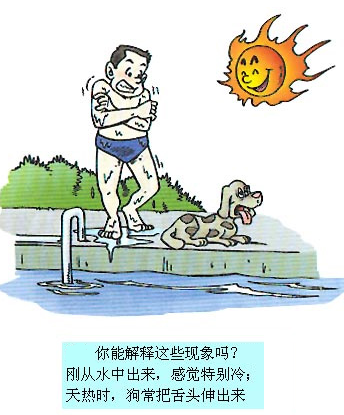 你能解释这些现象吗？
刚从水中出来，感觉特别冷；
天热时，狗常把舌头伸出来